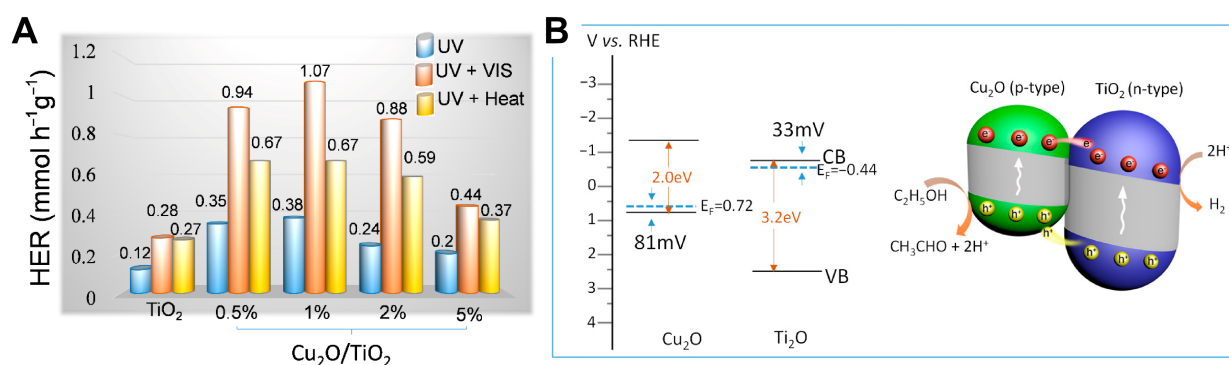 A
HER (mmol h⁻¹g⁻¹)
1.2
1
0.8
0.6
0.4
0.2
0
UV
UV + VIS
UV + Heat
0.12
0.28
0.27
0.35
0.94
0.67
0.38
1.07
0.67
0.24
0.88
0.59
0.2
0.44
0.37
TiO₂
0.5%
1%
2%
5%
Cu₂O/TiO₂
B
V vs. RHE
−3
−2
−1
0
1
2
3
4
2.0eV
E_F=0.72
81mV
Cu₂O
33mV
CB
E_F=−0.44
3.2eV
VB
Ti₂O
Cu₂O (p-type)
TiO₂ (n-type)
e⁻ e⁻ e⁻
e⁻ e⁻ e⁻
2H⁺
H₂
C₂H₅OH
CH₃CHO + 2H⁺
h⁺ h⁺ h⁺
h⁺
h⁺ h⁺ h⁺